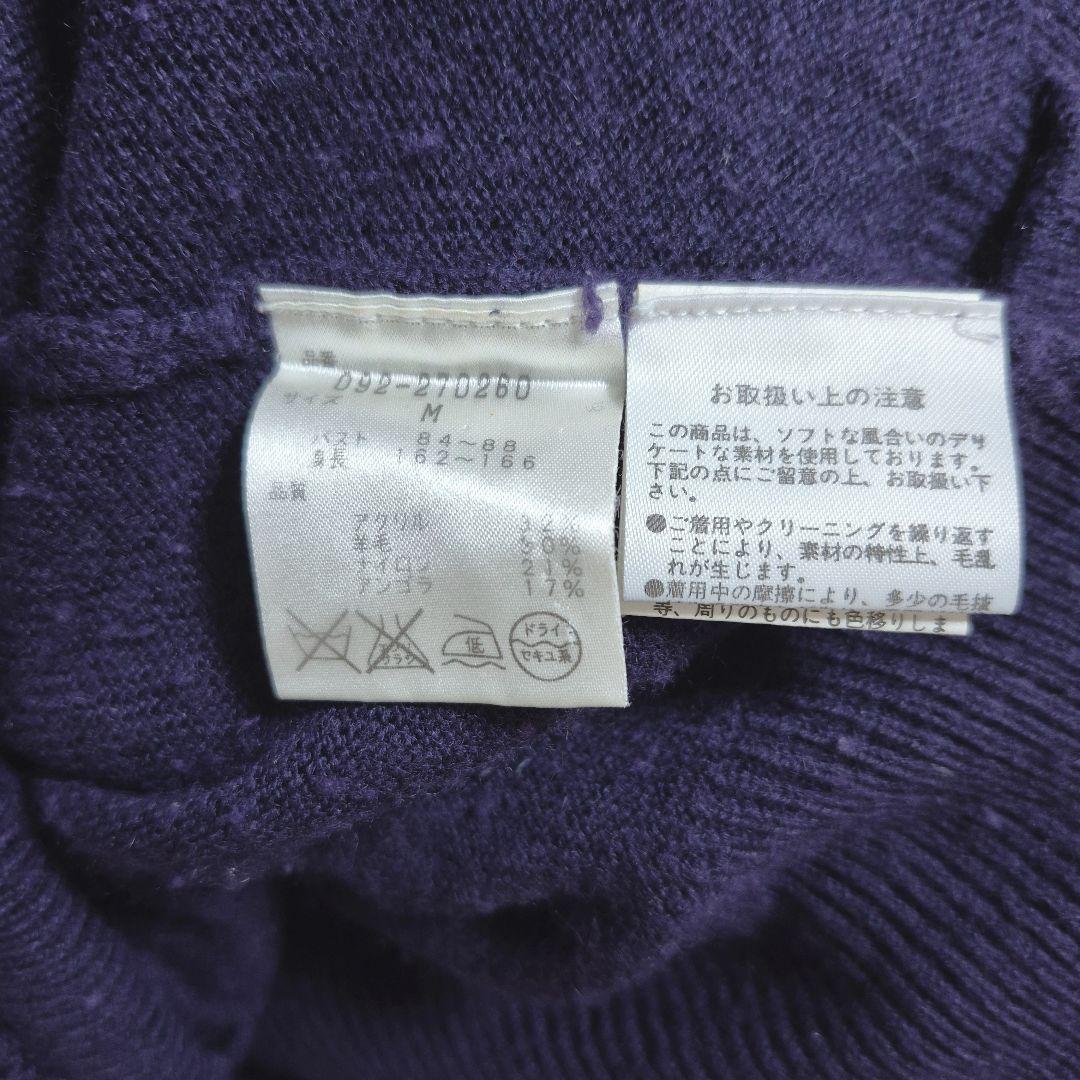 品番
D92-270260
サイズ
M
バスト 84〜88
身長 162〜166
品質
アクリル 32%
羊毛 30%
ナイロン 21%
アンゴラ 17%
ブラシ
低
ドライ
セキユ系
お取扱い上の注意
この商品は、ソフトな風合いのデリ
ケートな素材を使用しております。
下記の点にご留意の上、お取扱い下
さい。
●ご着用やクリーニングを繰り返す
ことにより、素材の特性上、毛乱
れが生じます。
●着用中の摩擦により、多少の毛抜
等、周りのものにも色移りしま